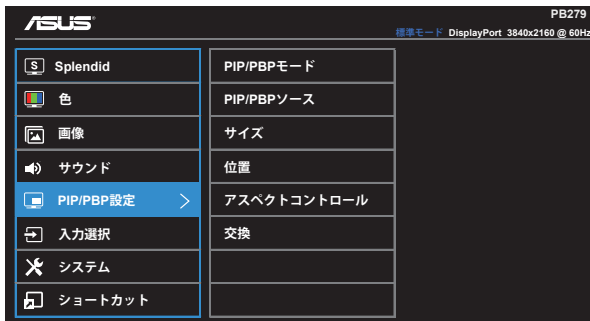 ASUS
PB279
標準モード DisplayPort 3840x2160 @ 60Hz
S Splendid
色
画像
サウンド
PIP/PBP設定
入力選択
システム
ショートカット
PIP/PBPモード
PIP/PBPソース
サイズ
位置
アスペクトコントロール
交換